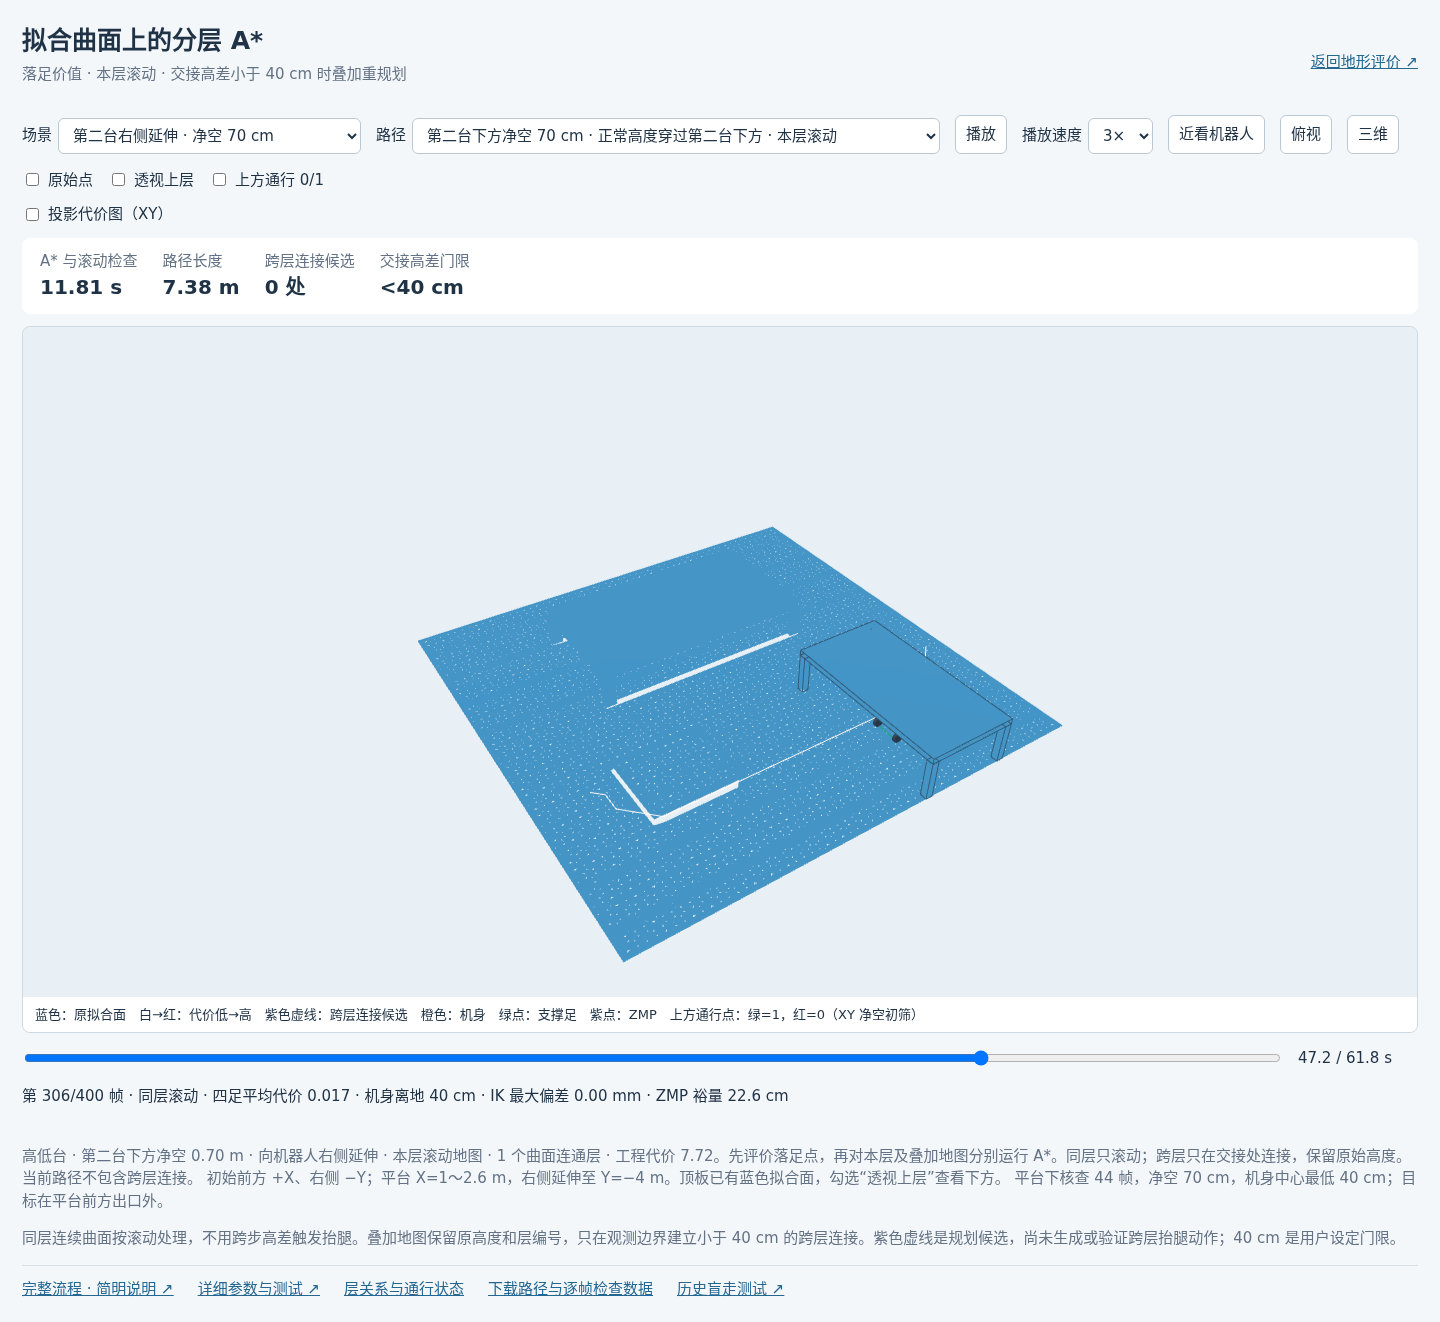 拟合曲面上的分层 A*
落足价值 · 本层滚动 · 交接高差小于 40 cm 时叠加重规划
返回地形评价 ↗
场景 第二台右侧延伸 · 净空 70 cm 路径 第二台下方净空 70 cm · 正常高度穿过第二台下方 · 本层滚动 播放 播放速度 3× 近看机器人 俯视 三维
原始点 透视上层 上方通行 0/1
投影代价图（XY）
A* 与滚动检查 路径长度 跨层连接候选 交接高差门限
11.81 s 7.38 m 0 处 <40 cm
蓝色：原拟合面 白→红：代价低→高 紫色虚线：跨层连接候选 橙色：机身 绿点：支撑足 紫点：ZMP 上方通行点：绿=1，红=0（XY 净空初筛）
47.2 / 61.8 s
第 306/400 帧 · 同层滚动 · 四足平均代价 0.017 · 机身离地 40 cm · IK 最大偏差 0.00 mm · ZMP 裕量 22.6 cm
高低台 · 第二台下方净空 0.70 m · 向机器人右侧延伸 · 本层滚动地图 · 1 个曲面连通层 · 工程代价 7.72。先评价落足点，再对本层及叠加地图分别运行 A*。同层只滚动；跨层只在交处连接，保留原始高度。
当前路径不包含跨层连接。 初始前方 +X、右侧 −Y；平台 X=1～2.6 m，右侧延伸至 Y=−4 m。顶板已有蓝色拟合面，勾选“透视上层”查看下方。 平台下核查 44 帧，净空 70 cm，机身中心最低 40 cm；目
标在平台前方出口外。
同层连续曲面按滚动处理，不用跨步高差触发抬腿。叠加地图保留原高度和层编号，只在观测边界建立小于 40 cm 的跨层连接。紫色虚线是规划候选，尚未生成或验证跨层抬腿动作；40 cm 是用户设定门限。
完整流程 · 简明说明 ↗ 详细参数与测试 ↗ 层关系与通行状态 下载路径与逐帧检查数据 历史盲走测试 ↗